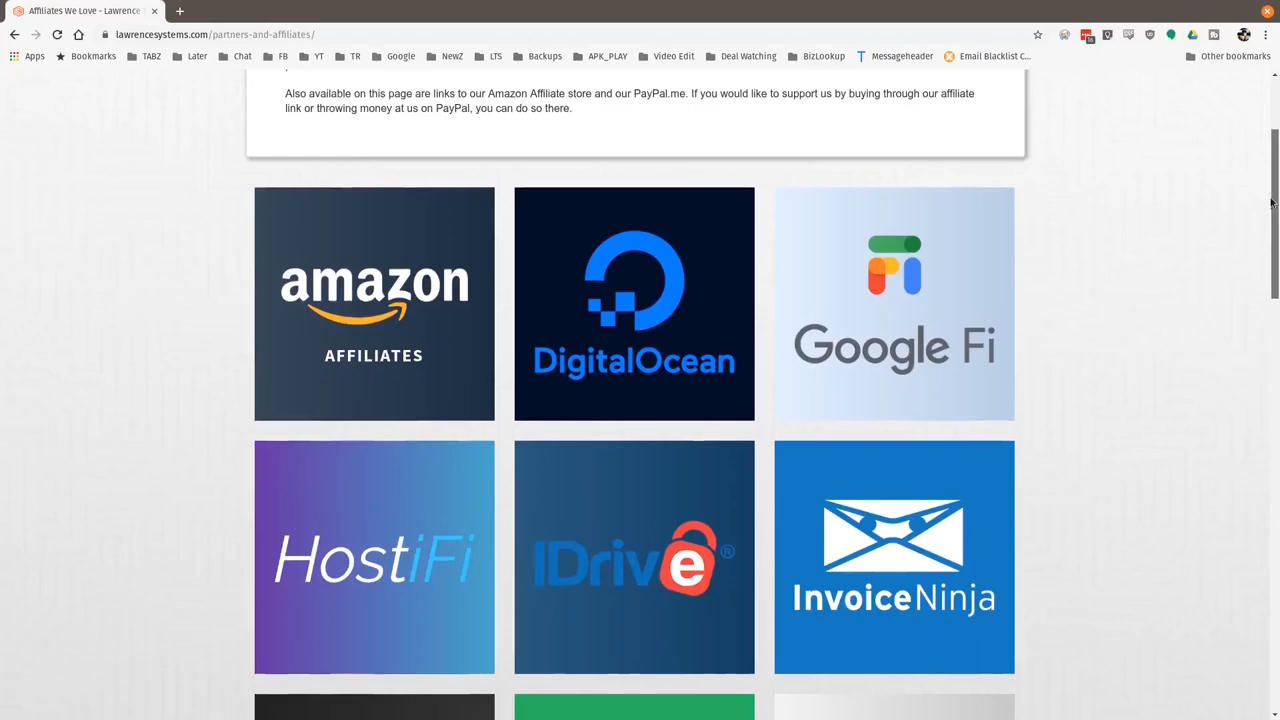 Affiliates We Love - Lawrence
lawrencesystems.com/partners-and-affiliates/
Apps Bookmarks TABZ Later Chat FB YT TR Google NewZ LTS Backups APK_PLAY Video Edit Deal Watching BizLookup Messageheader Email Blacklist C... Other bookmarks
Also available on this page are links to our Amazon Affiliate store and our PayPal.me. If you would like to support us by buying through our affiliate
link or throwing money at us on PayPal, you can do so there.
amazon
AFFILIATES
DigitalOcean
Google Fi
HostiFi
IDrive®
InvoiceNinja